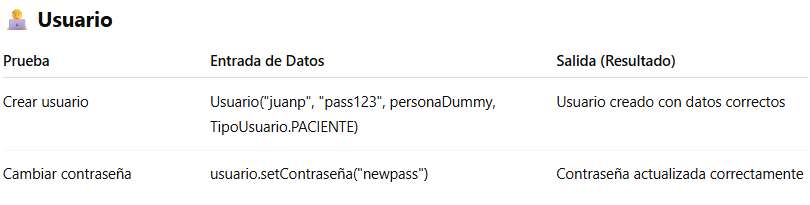 Usuario
Prueba Entrada de Datos Salida (Resultado)
Crear usuario Usuario("juanp", "pass123", personaDummy, Usuario creado con datos correctos
TipoUsuario.PACIENTE)
Cambiar contraseña usuario.setContraseña("newpass") Contraseña actualizada correctamente